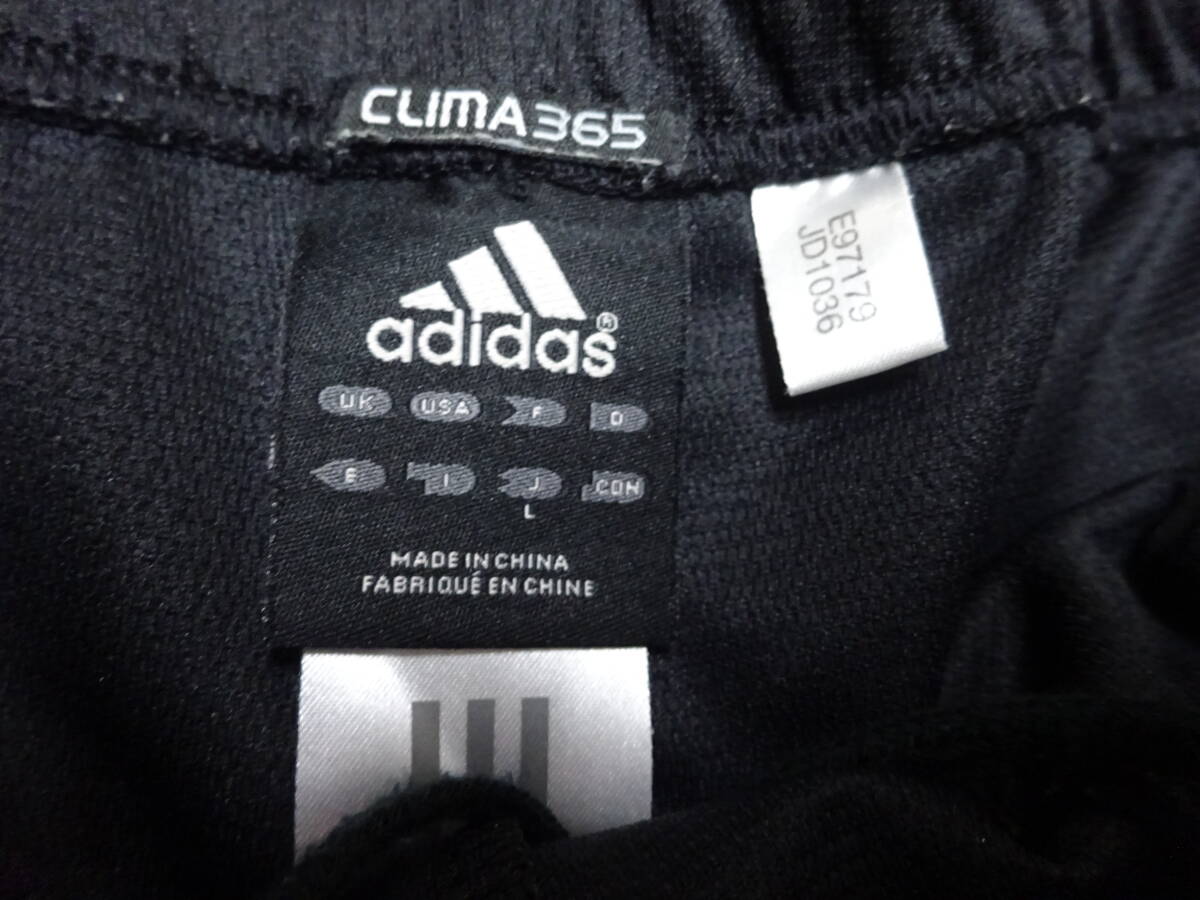 CLIMA365
adidas®
UK USA F D
E I J CON
L
MADE IN CHINA
FABRIQUÉ EN CHINE
E97179
JD1036